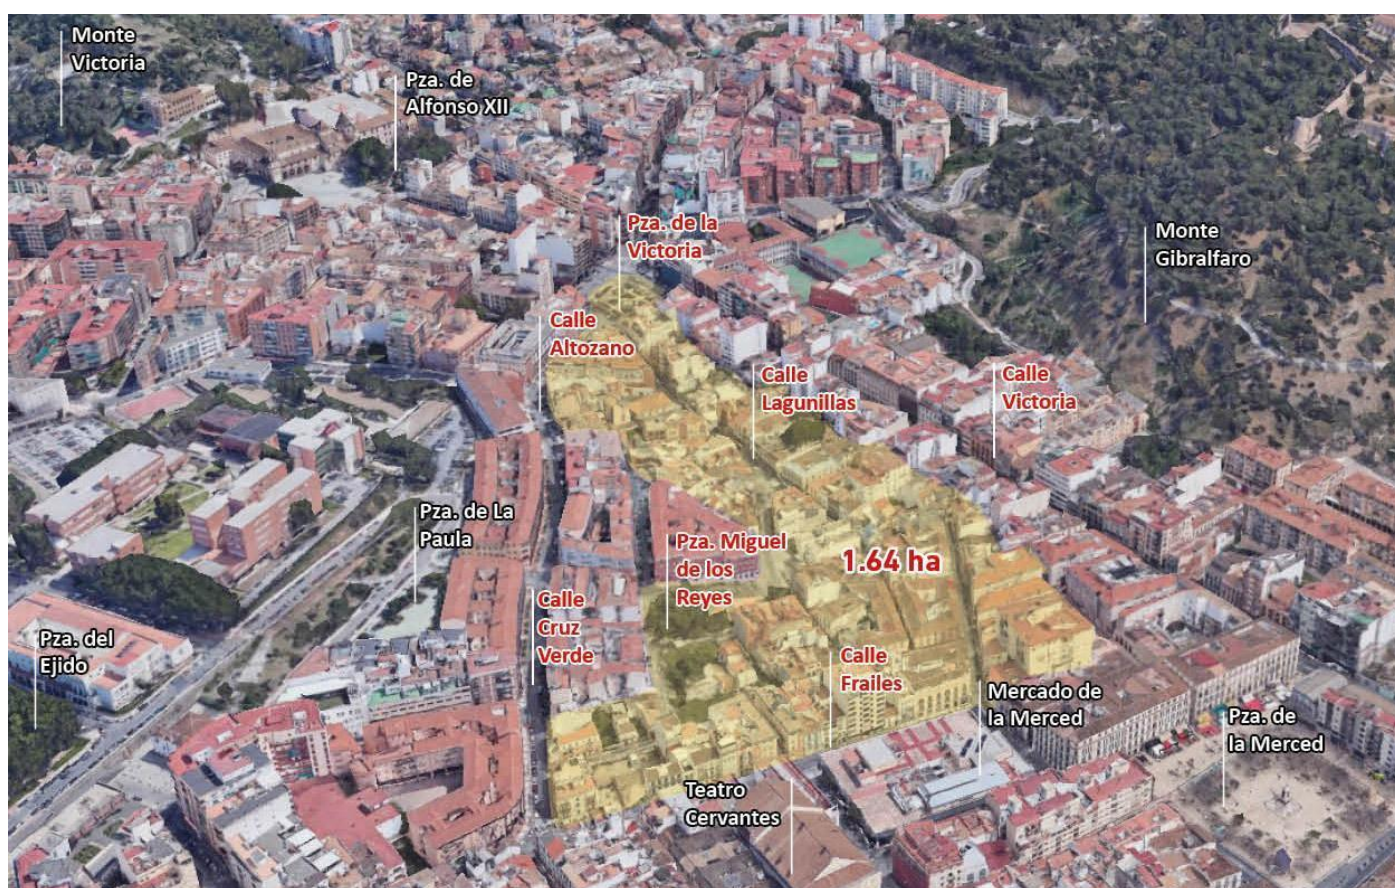 Monte
Victoria
Pza. de
Alfonso XII
Pza. de la
Victoria
Monte
Gibralfaro
Calle
Altozano
Calle
Lagunillas
Calle
Victoria
Pza. de La
Paula
Pza. Miguel
de los
Reyes
1.64 ha
Calle
Cruz
Verde
Pza. del
Ejido
Calle
Frailes
Mercado de
la Merced
Pza. de
la Merced
Teatro
Cervantes